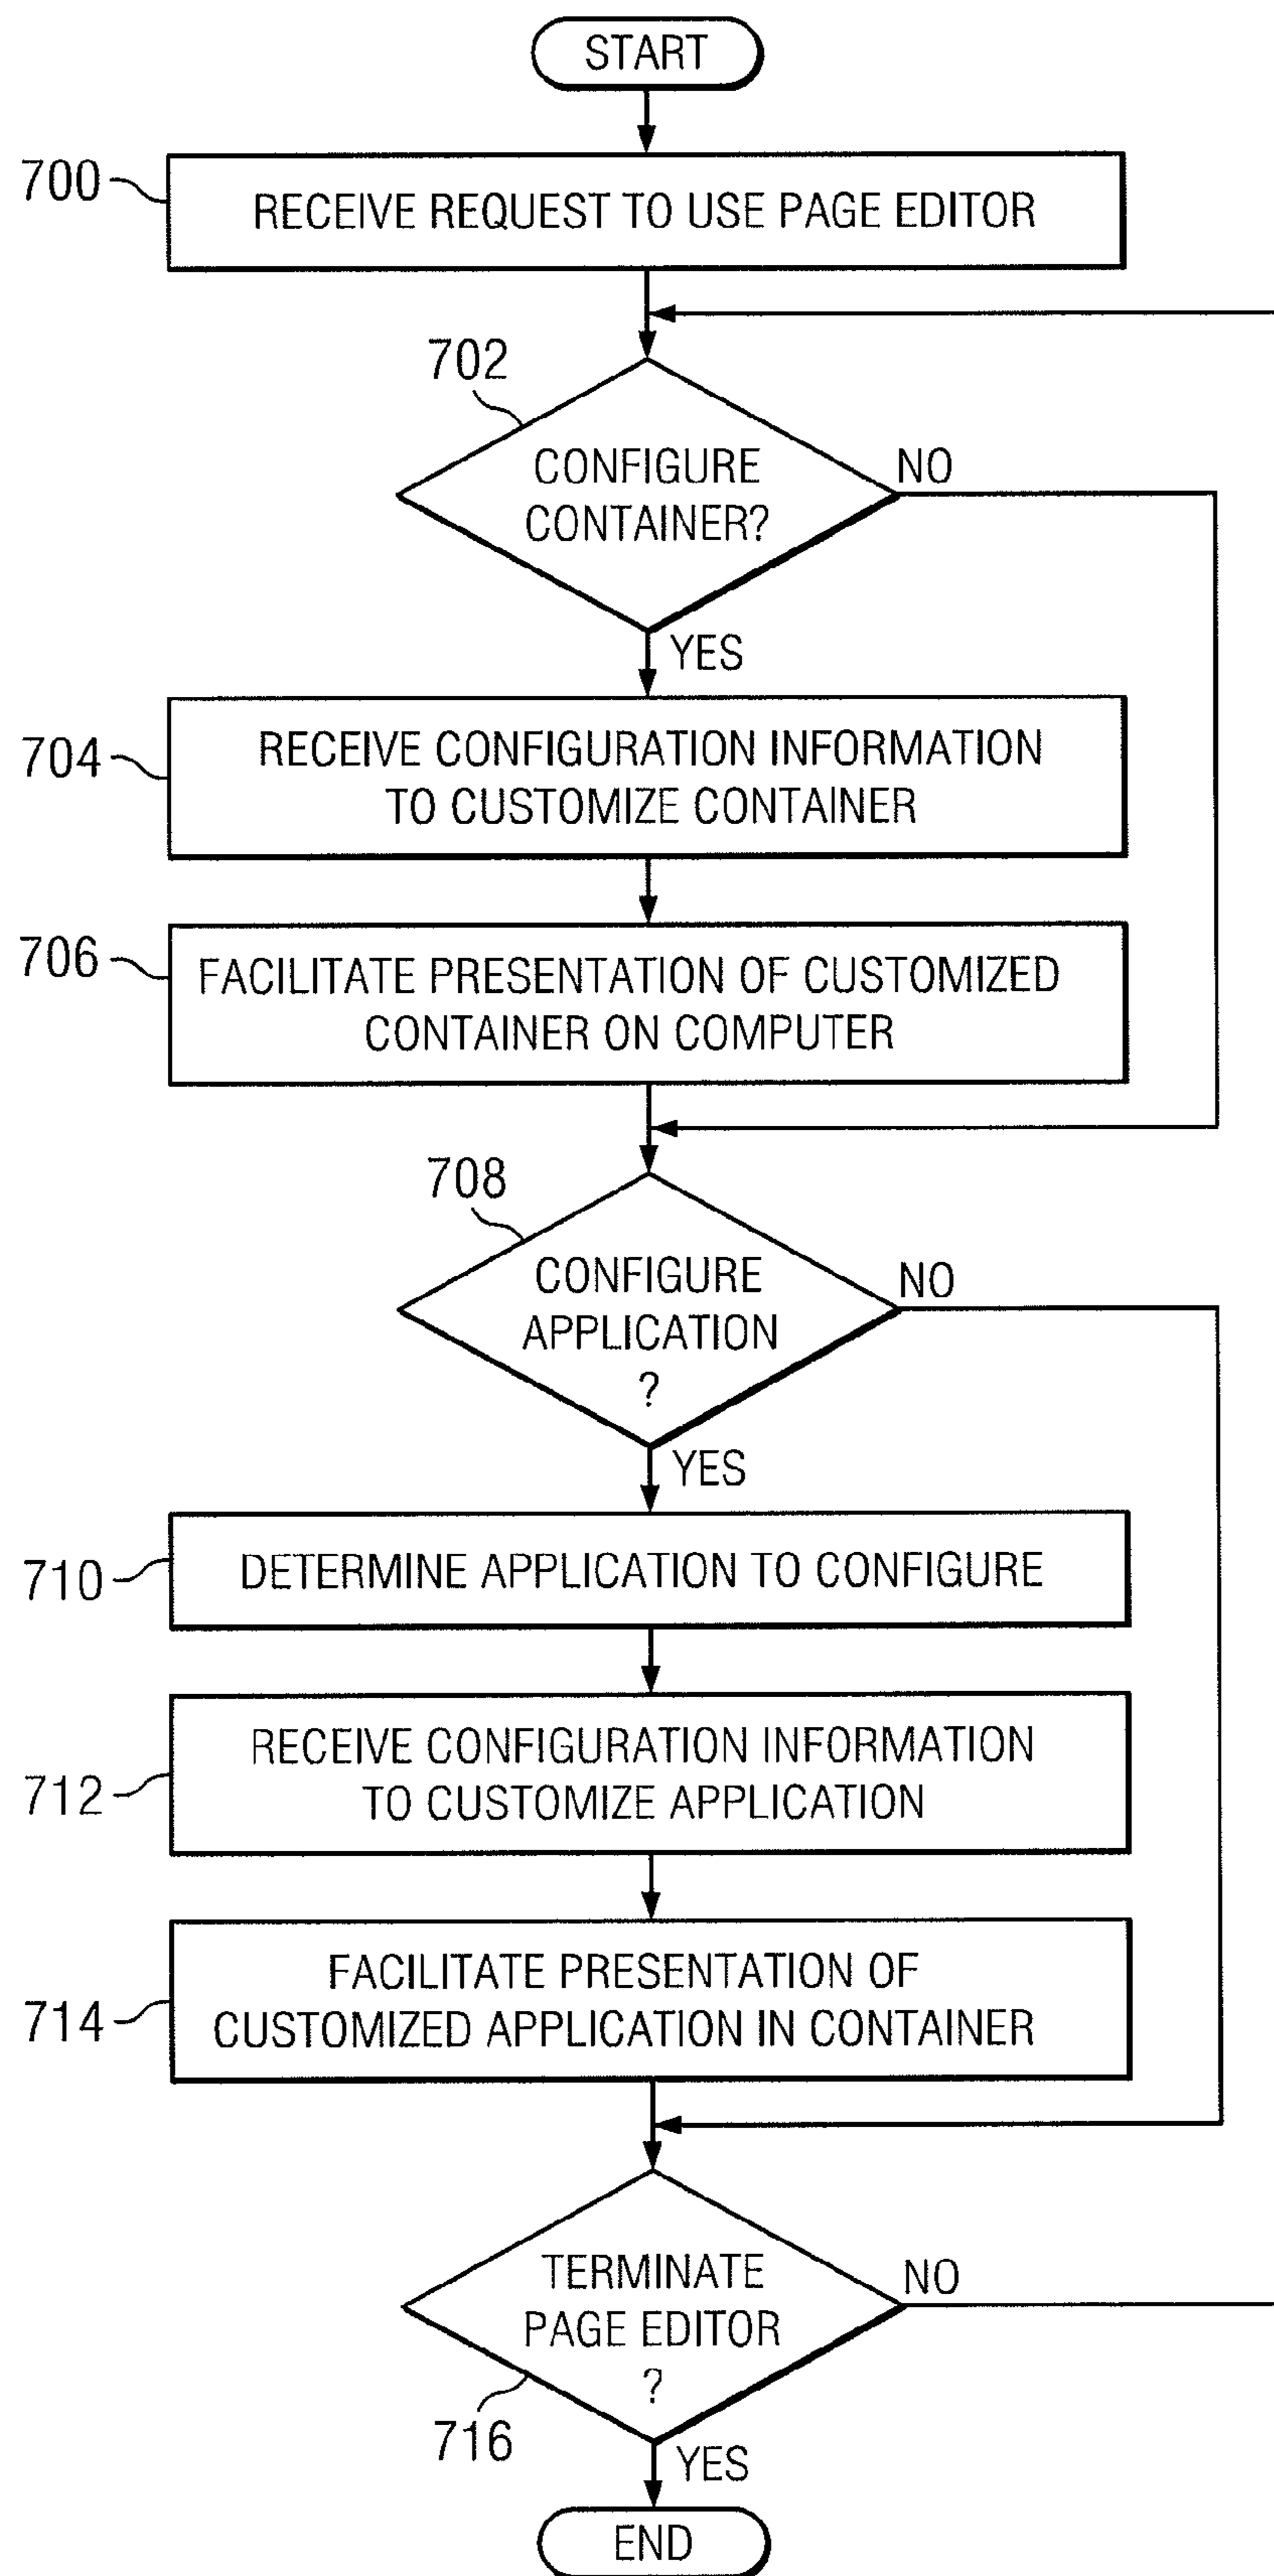 START
700
RECEIVE REQUEST TO USE PAGE EDITOR
702
CONFIGURE
CONTAINER?
NO
YES
704
RECEIVE CONFIGURATION INFORMATION
TO CUSTOMIZE CONTAINER
706
FACILITATE PRESENTATION OF CUSTOMIZED
CONTAINER ON COMPUTER
708
CONFIGURE
APPLICATION
?
NO
YES
710
DETERMINE APPLICATION TO CONFIGURE
712
RECEIVE CONFIGURATION INFORMATION
TO CUSTOMIZE APPLICATION
714
FACILITATE PRESENTATION OF
CUSTOMIZED APPLICATION IN CONTAINER
TERMINATE
PAGE EDITOR
?
NO
716
YES
END